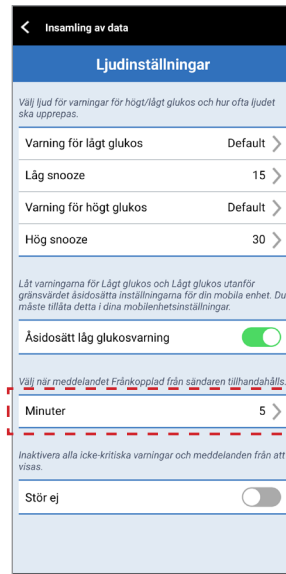 Insamling av data
Ljudinställningar
Välj ljud för varningar för högt/lågt glukos och hur ofta ljudet
ska upprepas.
Varning för lågt glukos Default
Låg snooze 15
Varning för högt glukos Default
Hög snooze 30
Låt varningarna för Lågt glukos och Lågt glukos utanför
gränsvärdet åsidosätta inställningarna för din mobila enhet. Du
måste tillåta detta i dina mobilenhetsinställningar.
Åsidosätt låg glukosvarning
Välj när meddelandet Frånkopplad från sändaren tillhandahålls.
Minuter 5
Inaktivera alla icke-kritiska varningar och meddelanden från att
visas.
Stör ej